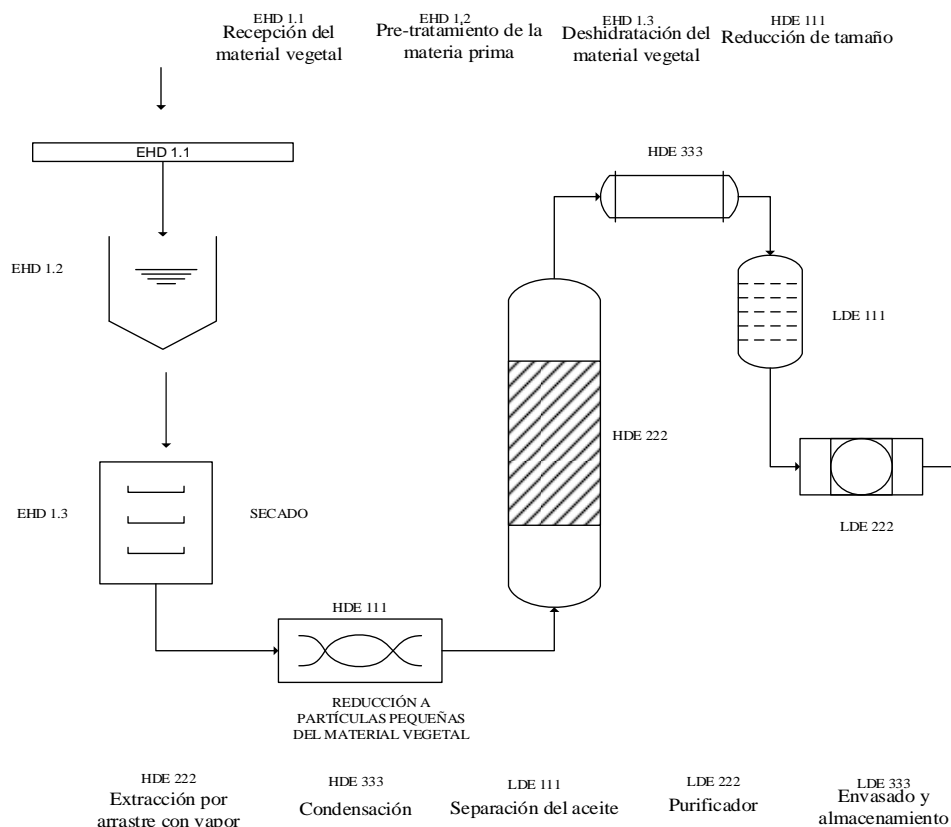 EHD 1.1
Recepción del
material vegetal
EHD 1,2
Pre-tratamiento de la
materia prima
EHD 1.3
Deshidratación del
material vegetal
HDE 111
Reducción de tamaño
EHD 1.1
HDE 333
EHD 1.2
LDE 111
HDE 222
EHD 1.3
SECADO
LDE 222
HDE 111
REDUCCIÓN A
PARTÍCULAS PEQUEÑAS
DEL MATERIAL VEGETAL
HDE 222
Extracción por
arrastre con vapor
HDE 333
Condensación
LDE 111
Separación del aceite
LDE 222
Purificador
LDE 333
Envasado y
almacenamiento